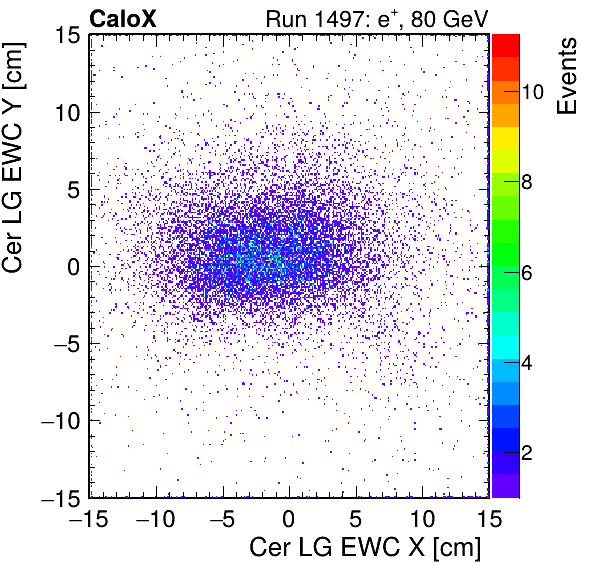 CaloX
Run 1497: e+, 80 GeV
Cer LG EWC Y [cm]
15
10
5
0
−5
−10
−15
−15 −10 −5 0 5 10 15
Cer LG EWC X [cm]
Events
10
8
6
4
2